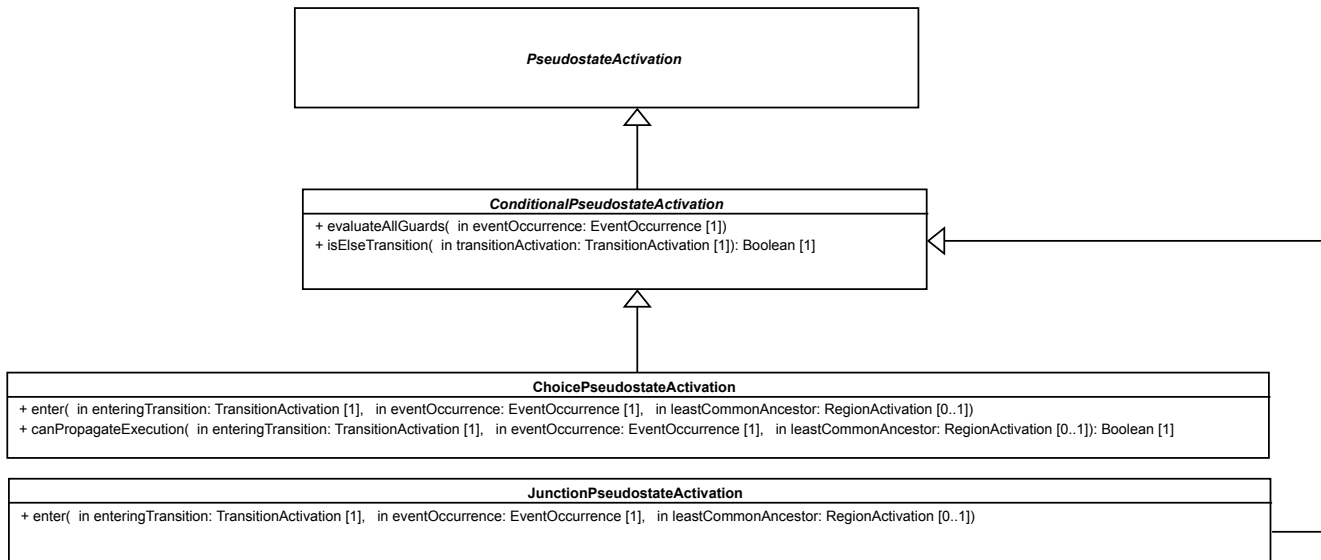 PseudostateActivation
ConditionalPseudostateActivation
+ evaluateAllGuards(  in eventOccurrence: EventOccurrence [1])
+ isElseTransition(  in transitionActivation: TransitionActivation [1]): Boolean [1]
ChoicePseudostateActivation
+ enter(  in enteringTransition: TransitionActivation [1],   in eventOccurrence: EventOccurrence [1],   in leastCommonAncestor: RegionActivation [0..1])
+ canPropagateExecution(  in enteringTransition: TransitionActivation [1],   in eventOccurrence: EventOccurrence [1],   in leastCommonAncestor: RegionActivation [0..1]): Boolean [1]
JunctionPseudostateActivation
+ enter(  in enteringTransition: TransitionActivation [1],   in eventOccurrence: EventOccurrence [1],   in leastCommonAncestor: RegionActivation [0..1])